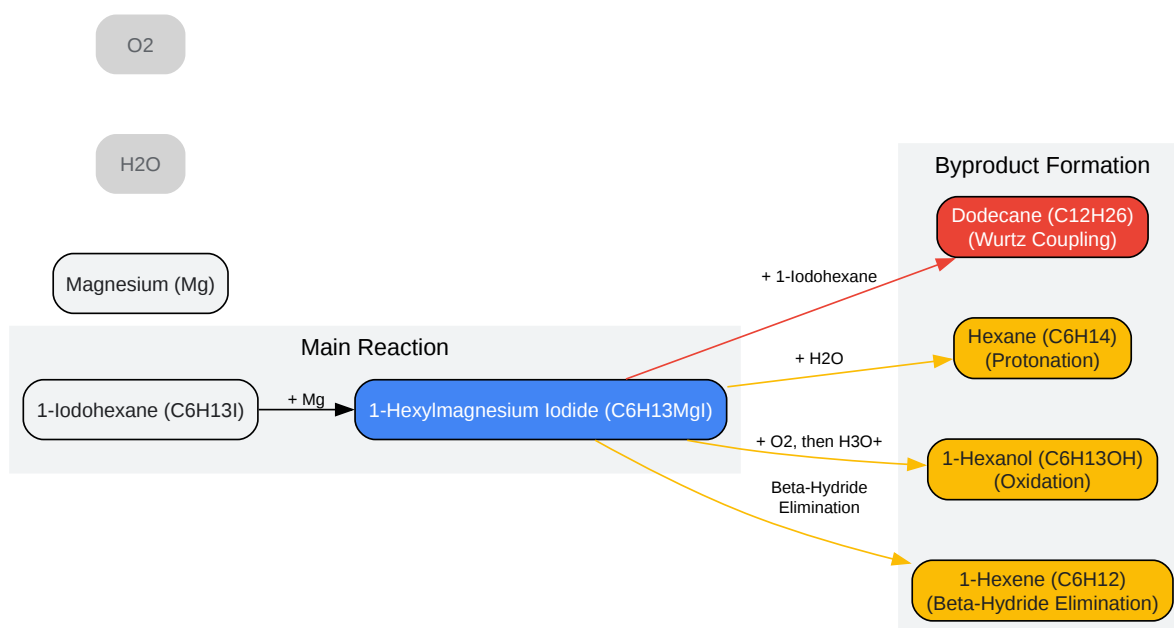 O2
H2O
Byproduct Formation
Dodecane (C12H26)
(Wurtz Coupling)
Magnesium (Mg)
+ 1-Iodohexane
Main Reaction
Hexane (C6H14)
(Protonation)
+ H2O
1-Iodohexane (C6H13I)
+ Mg
1-Hexylmagnesium Iodide (C6H13MgI)
+ O2, then H3O+
1-Hexanol (C6H13OH)
(Oxidation)
Beta-Hydride
Elimination
1-Hexene (C6H12)
(Beta-Hydride Elimination)